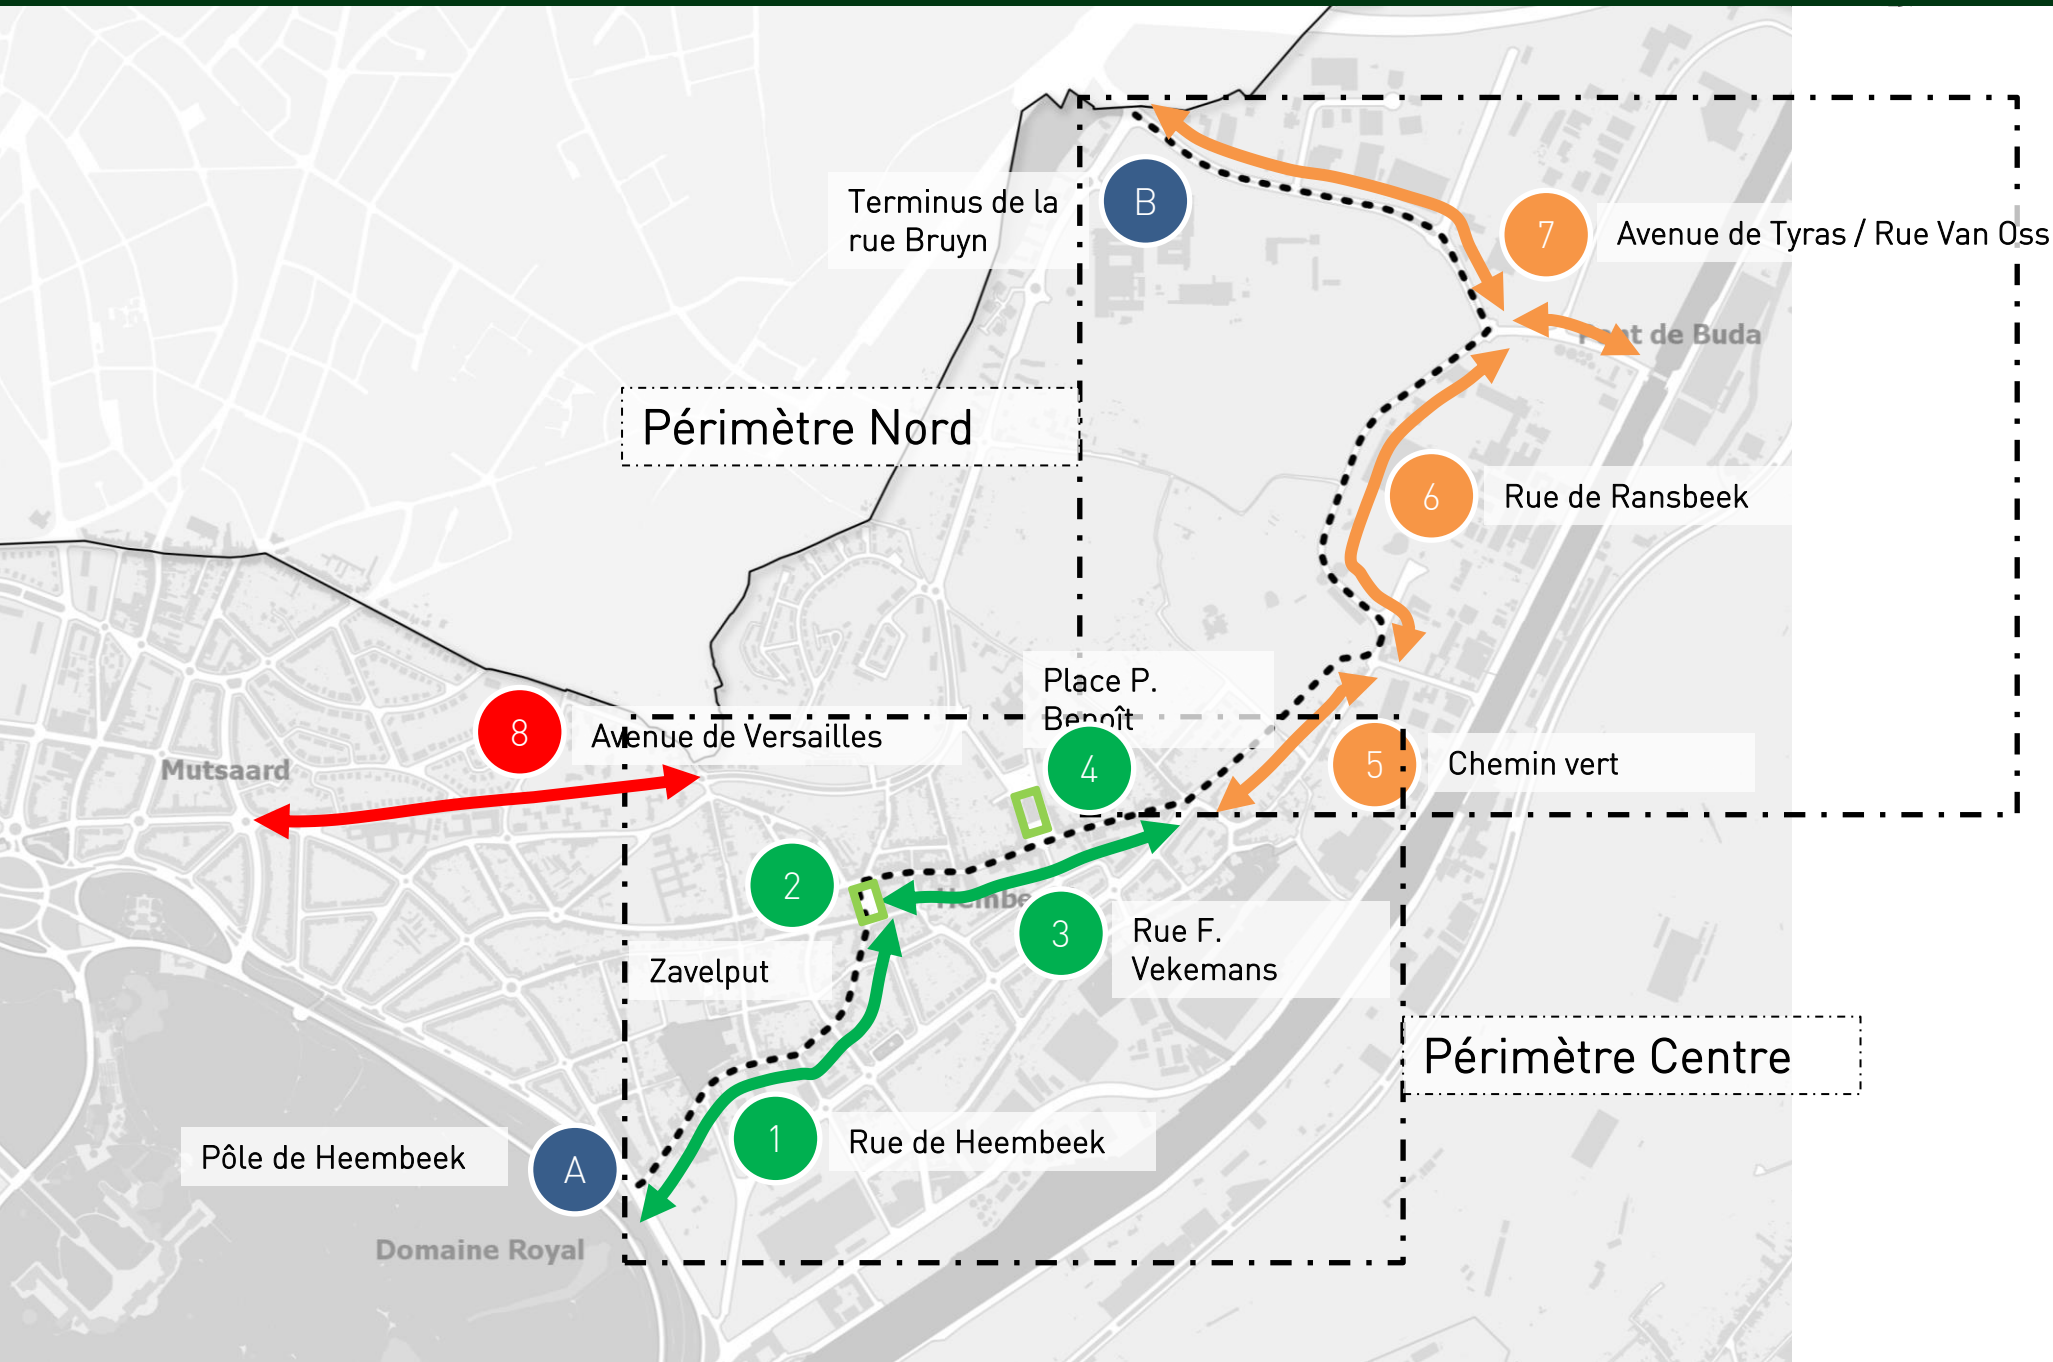 Terminus de la
rue Bruyn
B
7
Avenue de Tyras / Rue Van Oss
Pont de Buda
Périmètre Nord
6
Rue de Ransbeek
Place P.
Benoît
8
Avenue de Versailles
Mutsaard
4
5
Chemin vert
2
3
Rue F.
Vekemans
Zavelput
Périmètre Centre
1
Rue de Heembeek
Pôle de Heembeek
A
Domaine Royal